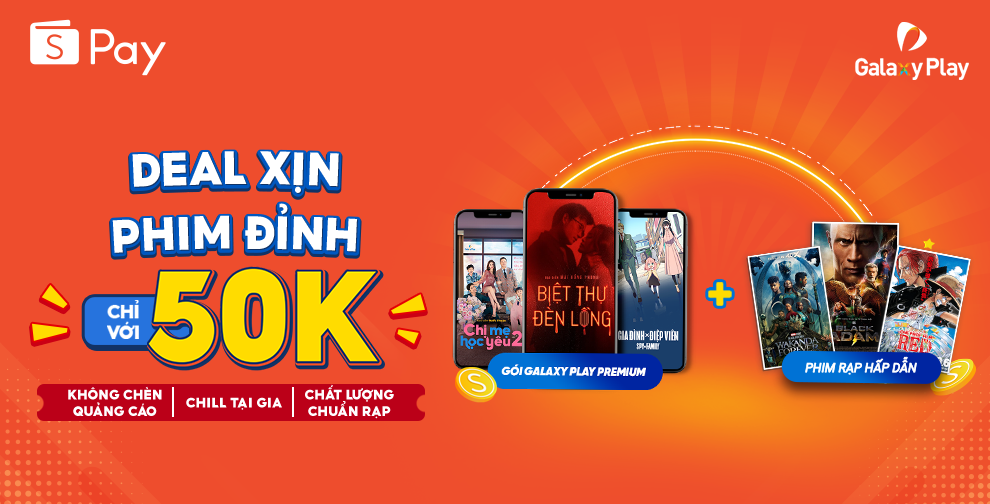 S Pay
Galaxy Play
DEAL XỊN
PHIM ĐỈNH
CHỈ
VỚI
50K
KHÔNG CHÈN
QUẢNG CÁO
CHILL TẠI GIA
CHẤT LƯỢNG
CHUẨN RẠP
Chị mẹ
học yêu 2
BIỆT THỰ
ĐÈN LỒNG
GIA ĐÌNH × ĐIỆP VIÊN
SPY×FAMILY
+
WAKANDA
FOREVER
BLACK
ADAM
RED
GÓI GALAXY PLAY PREMIUM
PHIM RẠP HẤP DẪN
S
S